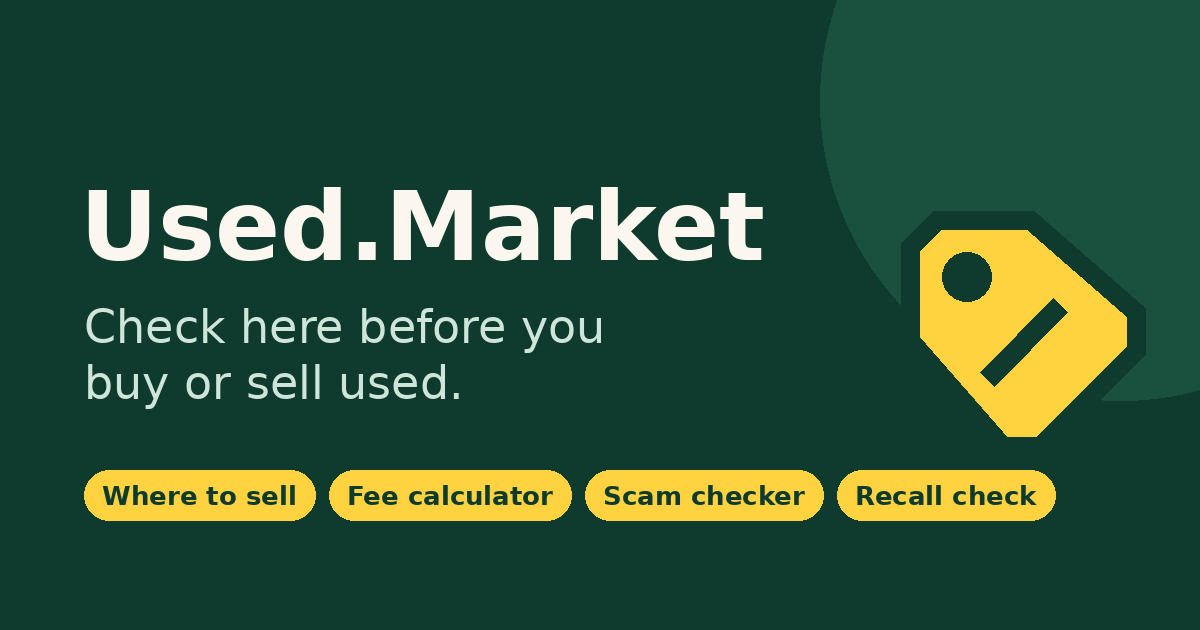 Used.Market
Check here before you
buy or sell used.
Where to sell
Fee calculator
Scam checker
Recall check